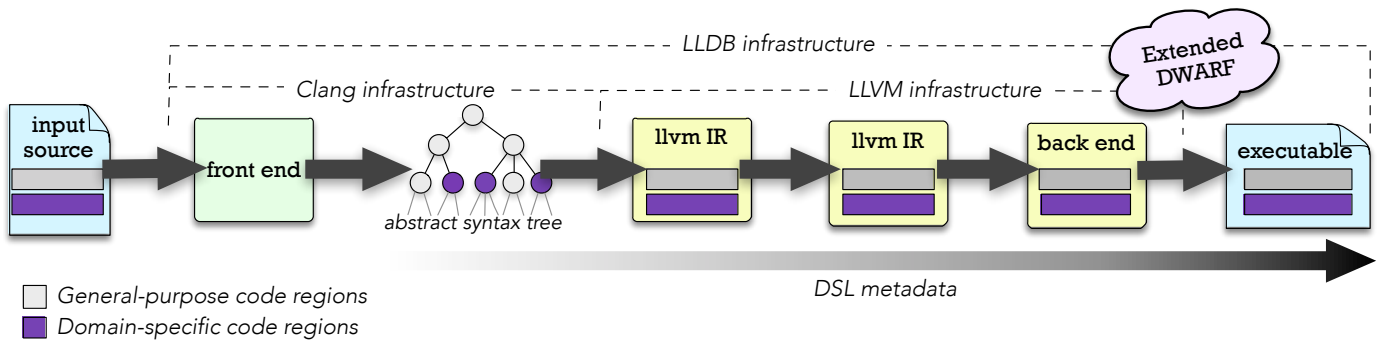 LLDB infrastructure
Extended
DWARF
Clang infrastructure
LLVM infrastructure
input
source
front end
abstract syntax tree
llvm IR
llvm IR
back end
executable
DSL metadata
General-purpose code regions
Domain-specific code regions